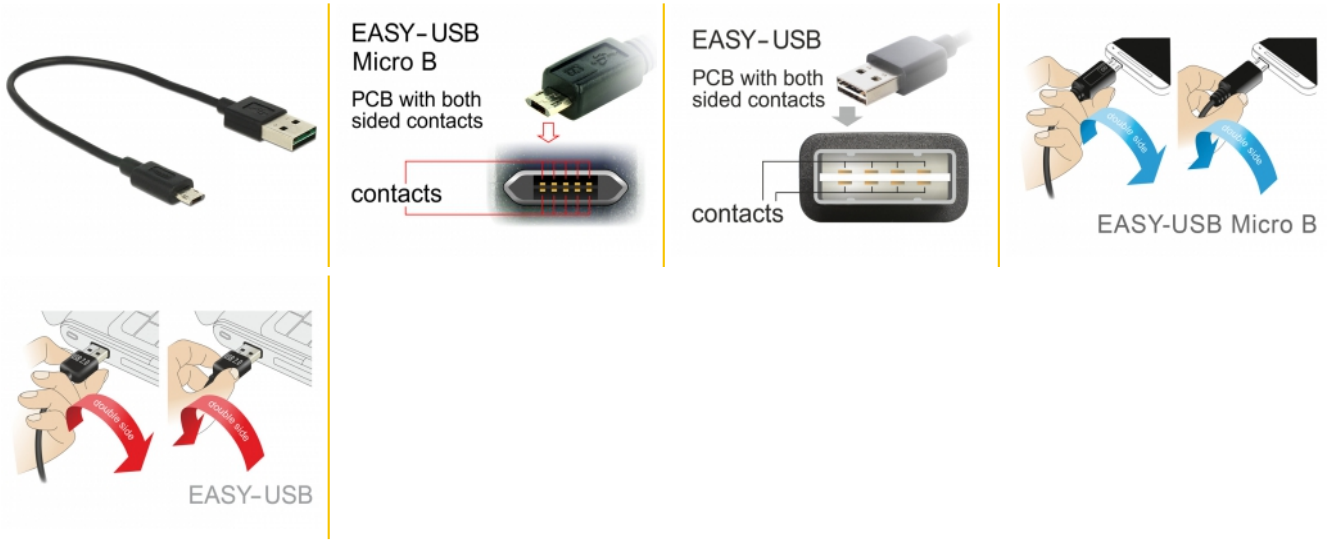 EASY-USB
Micro B
PCB with both
sided contacts
contacts
EASY-USB
PCB with both
sided contacts
contacts
double side
double side
EASY-USB Micro B
double side
double side
EASY-USB